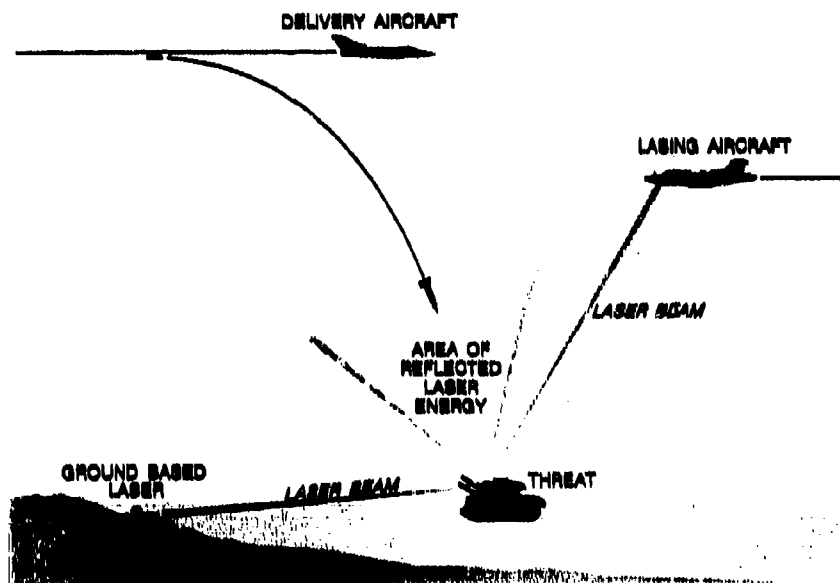 DELIVERY AIRCRAFT
LASING AIRCRAFT
LASER BEAM
AREA OF
REFLECTED
LASER
ENERGY
GROUND BASED
LASER
LASER BEAM
THREAT